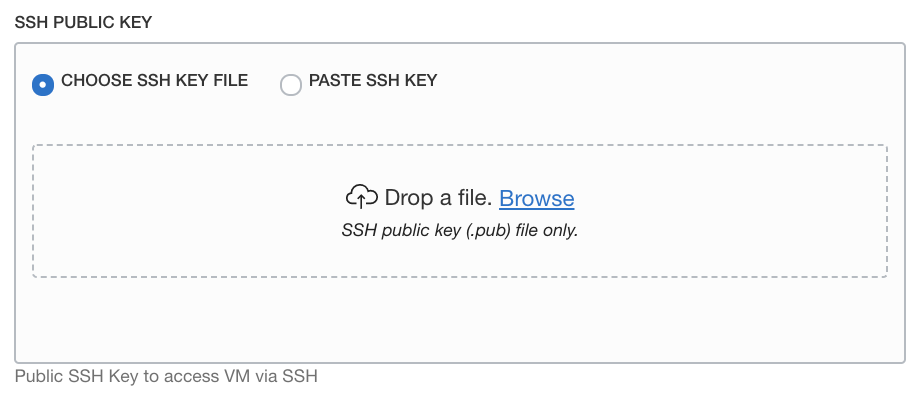 SSH PUBLIC KEY
CHOOSE SSH KEY FILE PASTE SSH KEY
Drop a file. Browse
SSH public key (.pub) file only.
Public SSH Key to access VM via SSH